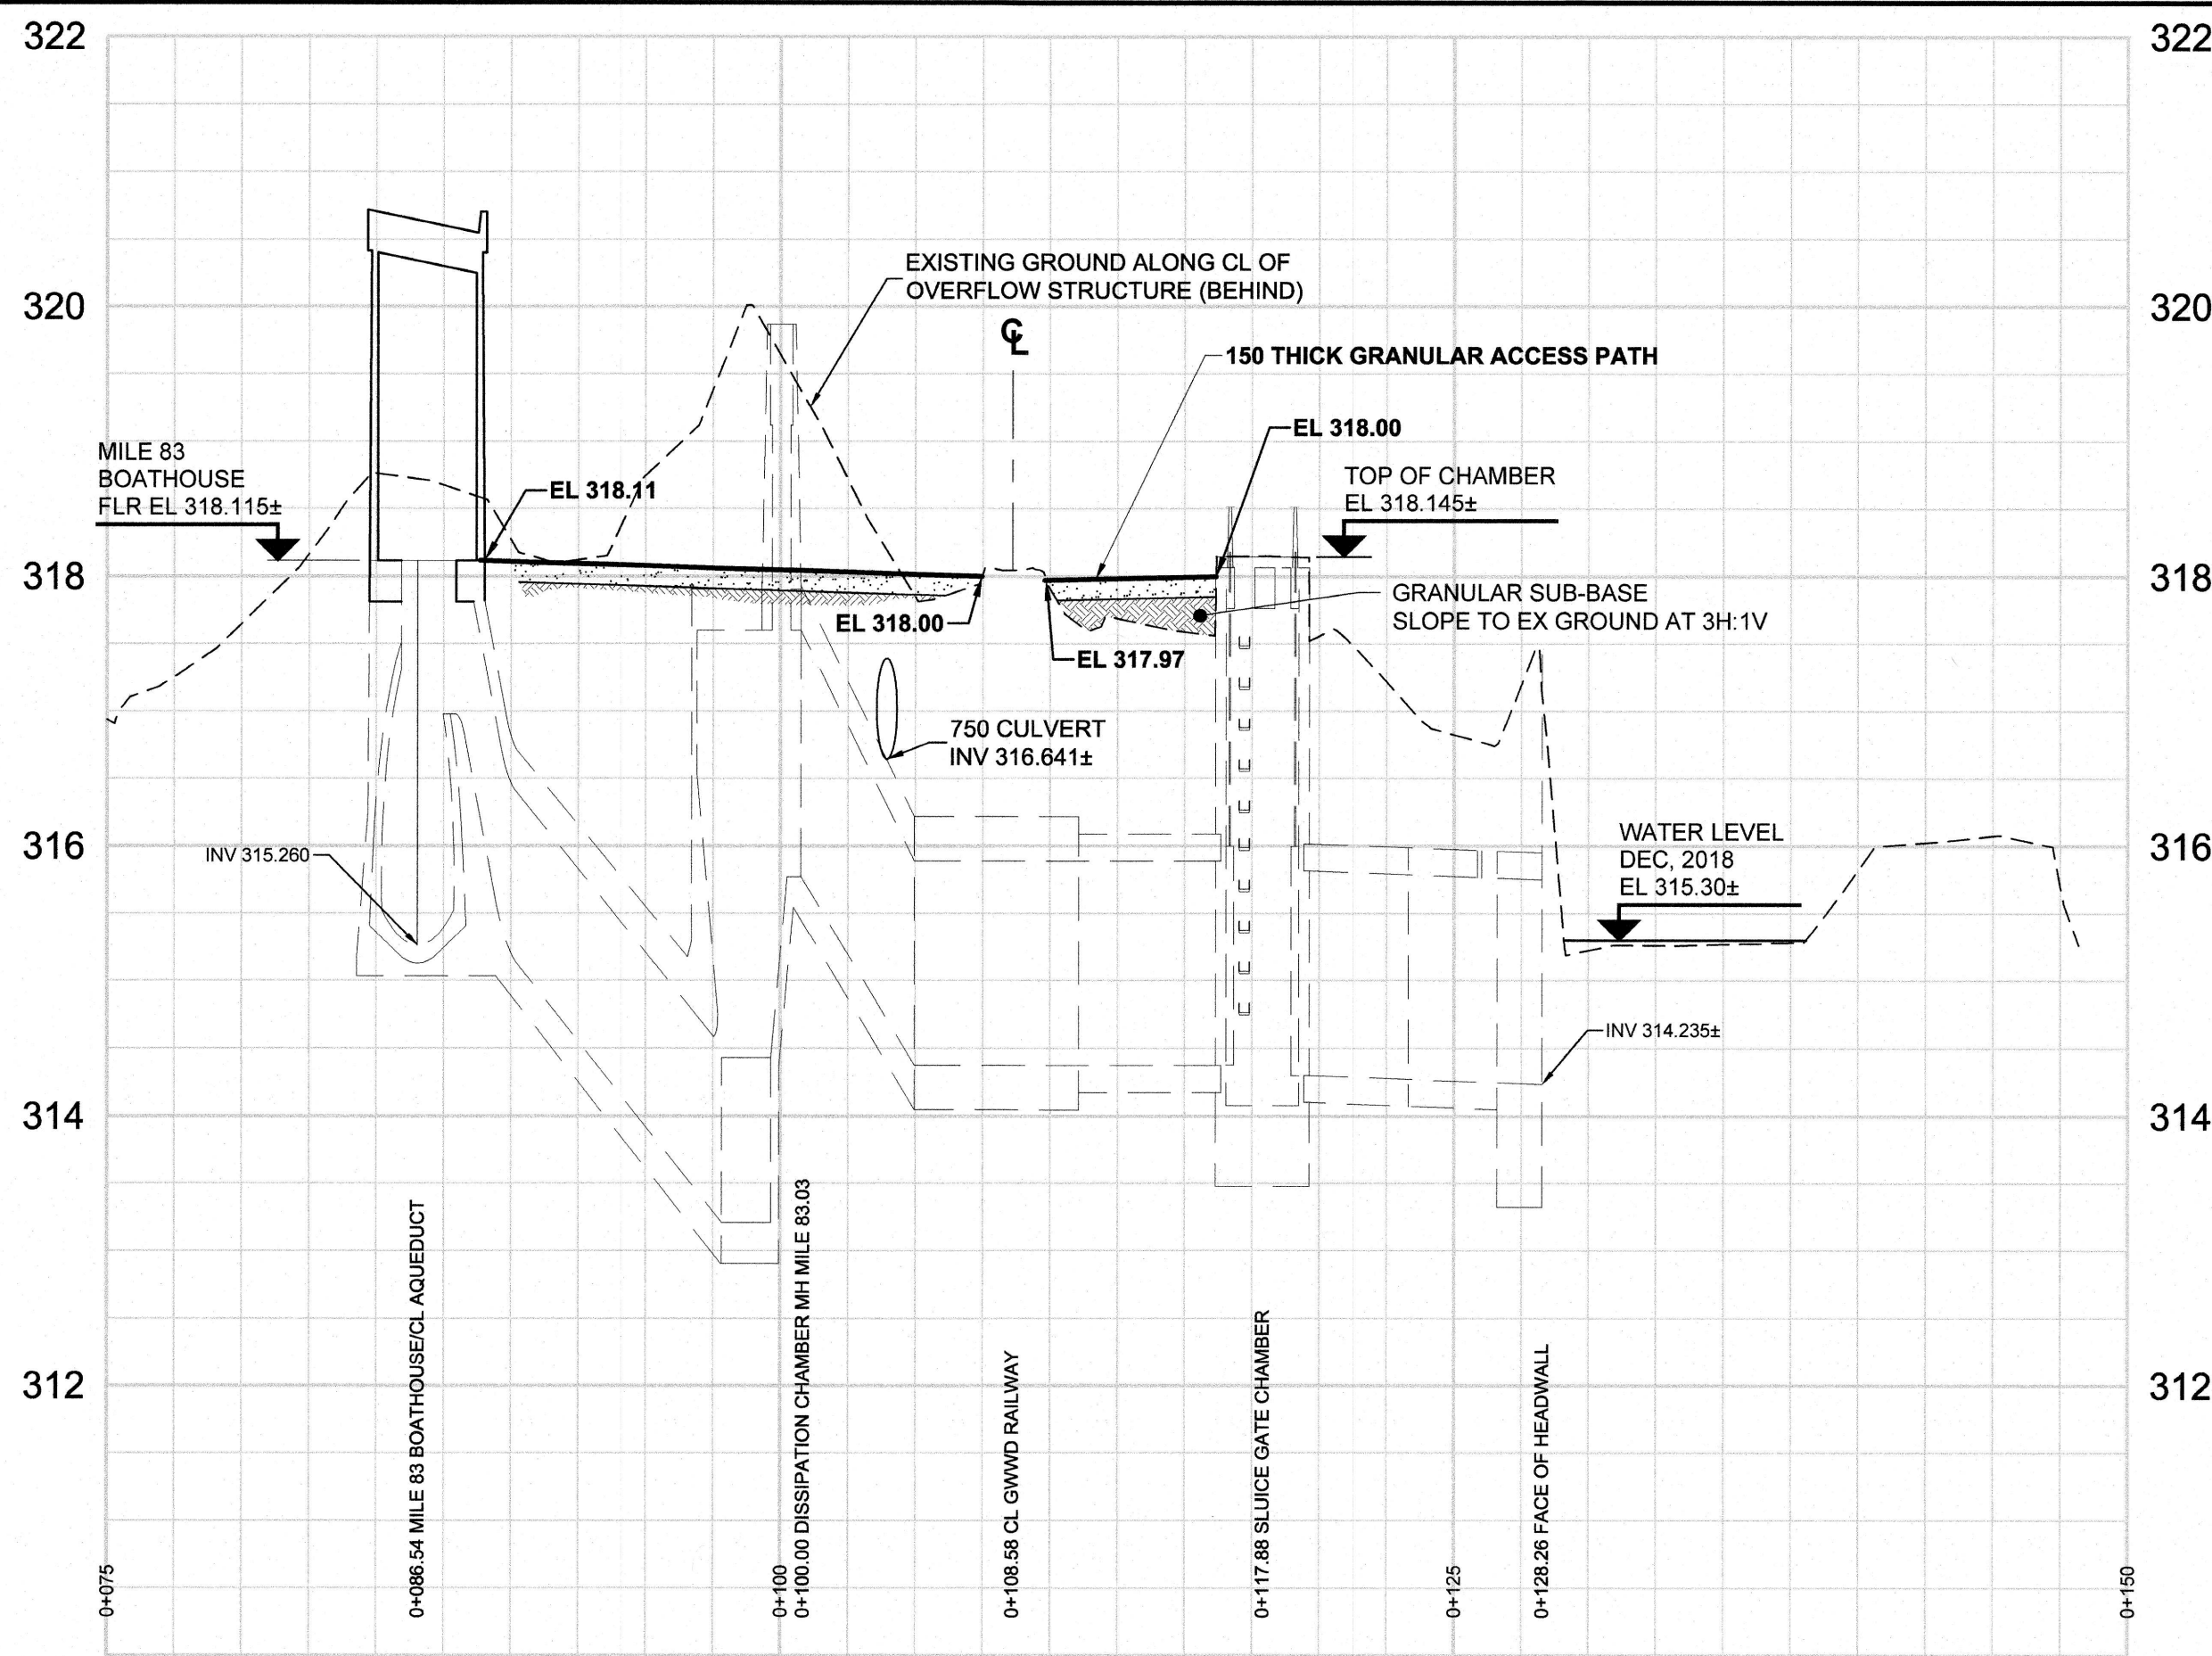 322
322
EXISTING GROUND ALONG CL OF
OVERFLOW STRUCTURE (BEHIND)
320
320
CL
150 THICK GRANULAR ACCESS PATH
EL 318.00
MILE 83
BOATHOUSE
FLR EL 318.115±
EL 318.11
TOP OF CHAMBER
EL 318.145±
318
318
GRANULAR SUB-BASE
SLOPE TO EX GROUND AT 3H:1V
EL 318.00
EL 317.97
750 CULVERT
INV 316.641±
316
316
INV 315.260
WATER LEVEL
DEC, 2018
EL 315.30±
INV 314.235±
314
314
312
312
0+075
0+086.54 MILE 83 BOATHOUSE/CL AQUEDUCT
0+100
0+100.00 DISSIPATION CHAMBER MH MILE 83.03
0+108.58 CL GWWD RAILWAY
0+117.88 SLUICE GATE CHAMBER
0+125
0+128.26 FACE OF HEADWALL
0+150